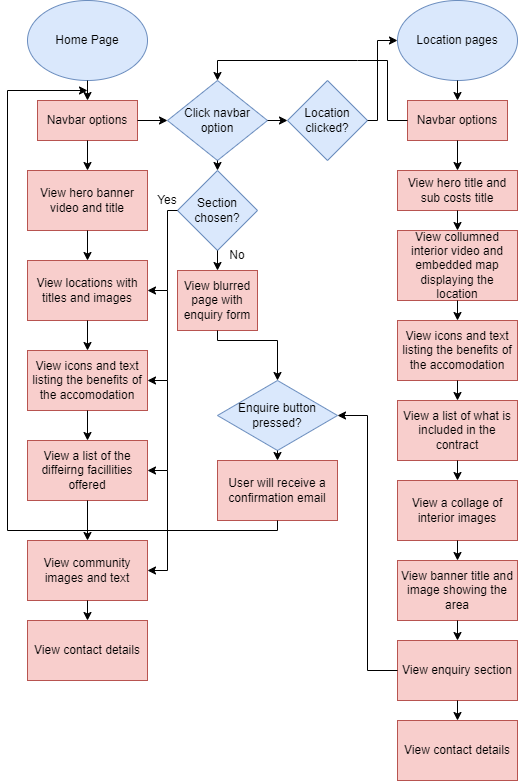 Home Page
Location pages
Navbar options
Click navbar
option
Location
clicked?
Navbar options
View hero banner
video and title
Yes
Section
chosen?
No
View hero title and
sub costs title
View locations with
titles and images
View blurred
page with
enquiry form
View collumned
interior video and
embedded map
displaying the
location
View icons and text
listing the benefits of
the accomodation
View icons and text
listing the benefits of
the accomodation
Enquire button
pressed?
View a list of what is
included in the
contract
View a list of the
differing facillities
offered
User will receive a
confirmation email
View a collage of
interior images
View community
images and text
View banner title and
image showing the
area
View contact details
View enquiry section
View contact details